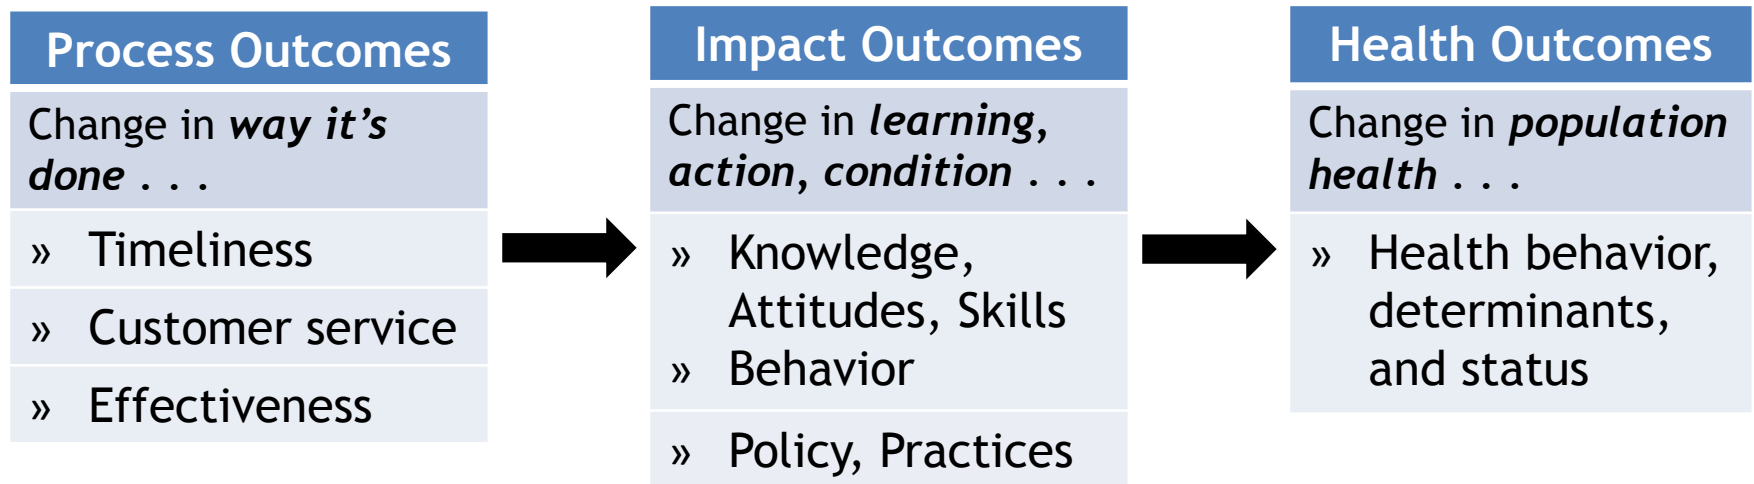 Process Outcomes
Change in way it’s
done . . .
» Timeliness
» Customer service
» Effectiveness
Impact Outcomes
Change in learning,
action, condition . . .
» Knowledge,
Attitudes, Skills
» Behavior
» Policy, Practices
Health Outcomes
Change in population
health . . .
» Health behavior,
determinants,
and status